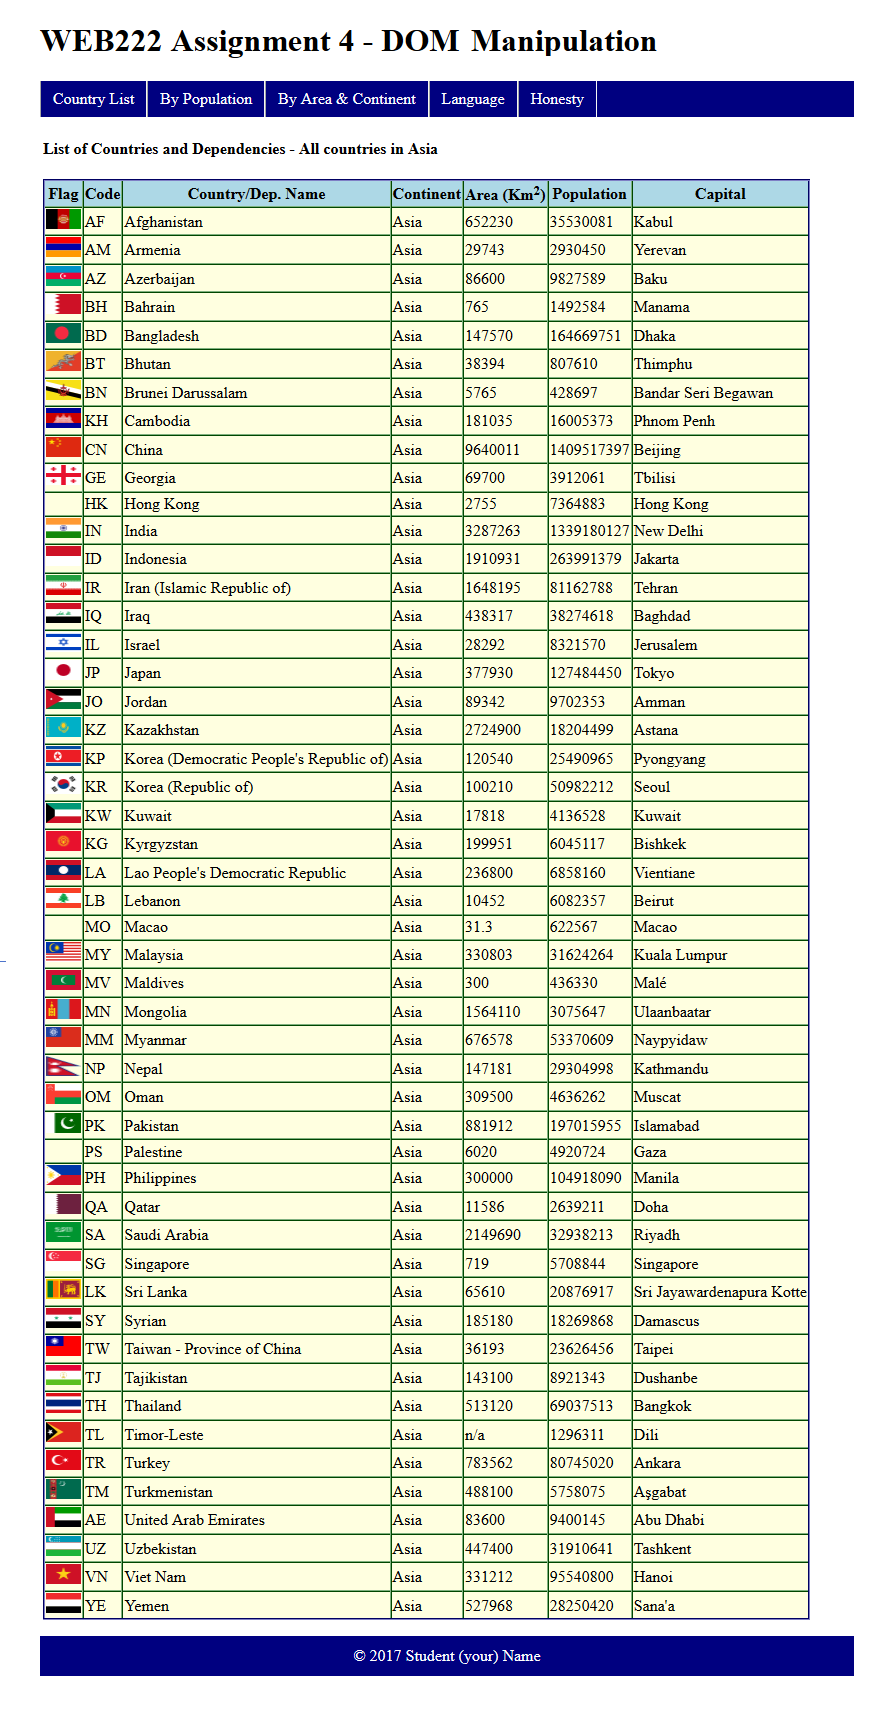 WEB222 Assignment 4 - DOM Manipulation
Country List By Population By Area & Continent Language Honesty
List of Countries and Dependencies - All countries in Asia
Flag Code Country/Dep. Name Continent Area (Km²) Population Capital
AF Afghanistan Asia 652230 35530081 Kabul
AM Armenia Asia 29743 2930450 Yerevan
AZ Azerbaijan Asia 86600 9827589 Baku
BH Bahrain Asia 765 1492584 Manama
BD Bangladesh Asia 147570 164669751 Dhaka
BT Bhutan Asia 38394 807610 Thimphu
BN Brunei Darussalam Asia 5765 428697 Bandar Seri Begawan
KH Cambodia Asia 181035 16005373 Phnom Penh
CN China Asia 9640011 1409517397 Beijing
GE Georgia Asia 69700 3912061 Tbilisi
HK Hong Kong Asia 2755 7364883 Hong Kong
IN India Asia 3287263 1339180127 New Delhi
ID Indonesia Asia 1910931 263991379 Jakarta
IR Iran (Islamic Republic of) Asia 1648195 81162788 Tehran
IQ Iraq Asia 438317 38274618 Baghdad
IL Israel Asia 28292 8321570 Jerusalem
JP Japan Asia 377930 127484450 Tokyo
JO Jordan Asia 89342 9702353 Amman
KZ Kazakhstan Asia 2724900 18204499 Astana
KP Korea (Democratic People's Republic of) Asia 120540 25490965 Pyongyang
KR Korea (Republic of) Asia 100210 50982212 Seoul
KW Kuwait Asia 17818 4136528 Kuwait
KG Kyrgyzstan Asia 199951 6045117 Bishkek
LA Lao People's Democratic Republic Asia 236800 6858160 Vientiane
LB Lebanon Asia 10452 6082357 Beirut
MO Macao Asia 31.3 622567 Macao
MY Malaysia Asia 330803 31624264 Kuala Lumpur
MV Maldives Asia 300 436330 Malé
MN Mongolia Asia 1564110 3075647 Ulaanbaatar
MM Myanmar Asia 676578 53370609 Naypyidaw
NP Nepal Asia 147181 29304998 Kathmandu
OM Oman Asia 309500 4636262 Muscat
PK Pakistan Asia 881912 197015955 Islamabad
PS Palestine Asia 6020 4920724 Gaza
PH Philippines Asia 300000 104918090 Manila
QA Qatar Asia 11586 2639211 Doha
SA Saudi Arabia Asia 2149690 32938213 Riyadh
SG Singapore Asia 719 5708844 Singapore
LK Sri Lanka Asia 65610 20876917 Sri Jayawardenapura Kotte
SY Syrian Asia 185180 18269868 Damascus
TW Taiwan - Province of China Asia 36193 23626456 Taipei
TJ Tajikistan Asia 143100 8921343 Dushanbe
TH Thailand Asia 513120 69037513 Bangkok
TL Timor-Leste Asia n/a 1296311 Dili
TR Turkey Asia 783562 80745020 Ankara
TM Turkmenistan Asia 488100 5758075 Aşgabat
AE United Arab Emirates Asia 83600 9400145 Abu Dhabi
UZ Uzbekistan Asia 447400 31910641 Tashkent
VN Viet Nam Asia 331212 95540800 Hanoi
YE Yemen Asia 527968 28250420 Sana'a
© 2017 Student (your) Name